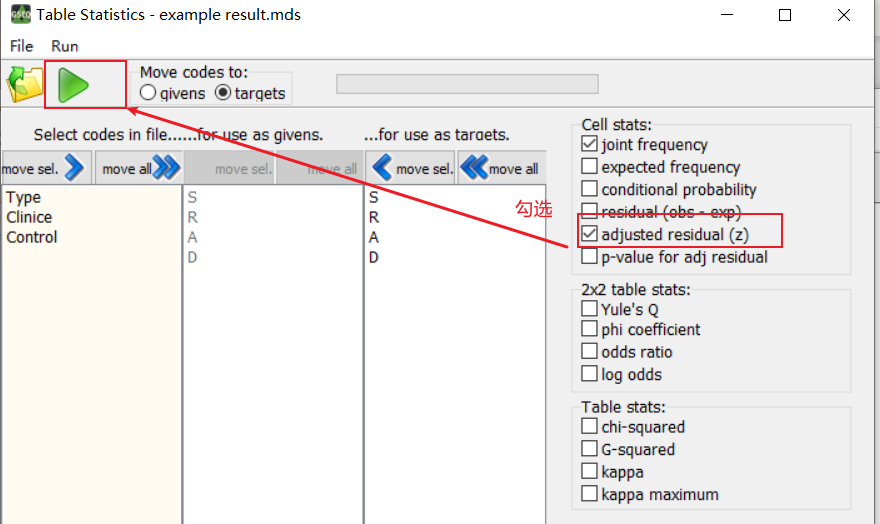 GSEQ Table Statistics - example result.mds
File Run
Move codes to:
givens targets
Select codes in file......for use as givens. ...for use as targets.
move sel. move all move sel. move all move sel. move all
Type S S
Clinice R R
Control A A
D D
勾选
Cell stats:
joint frequency
expected frequency
conditional probability
residual (obs - exp)
adjusted residual (z)
p-value for adj residual
2x2 table stats:
Yule's Q
phi coefficient
odds ratio
log odds
Table stats:
chi-squared
G-squared
kappa
kappa maximum